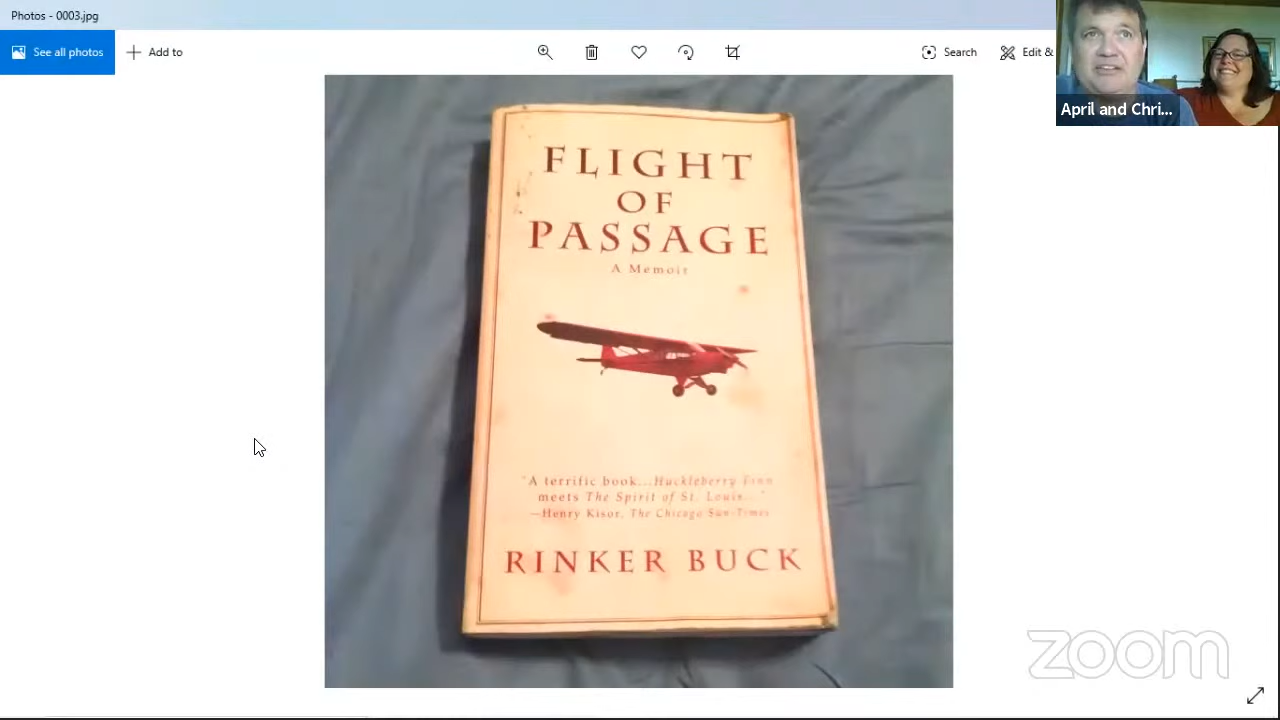 Photos - 0003.jpg
See all photos
Add to
Search
Edit &
April and Chri...
FLIGHT
OF
PASSAGE
A Memoir
"A terrific book...Huckleberry Finn
meets The Spirit of St. Louis..."
—Henry Kisor, The Chicago Sun-Times
RINKER BUCK
zoom